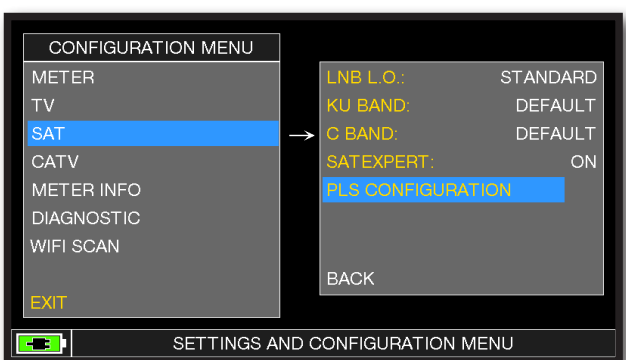 CONFIGURATION MENU
METER
TV
SAT
CATV
METER INFO
DIAGNOSTIC
WIFI SCAN
EXIT
LNB L.O.: STANDARD
KU BAND: DEFAULT
C BAND: DEFAULT
SATEXPERT: ON
PLS CONFIGURATION
BACK
SETTINGS AND CONFIGURATION MENU